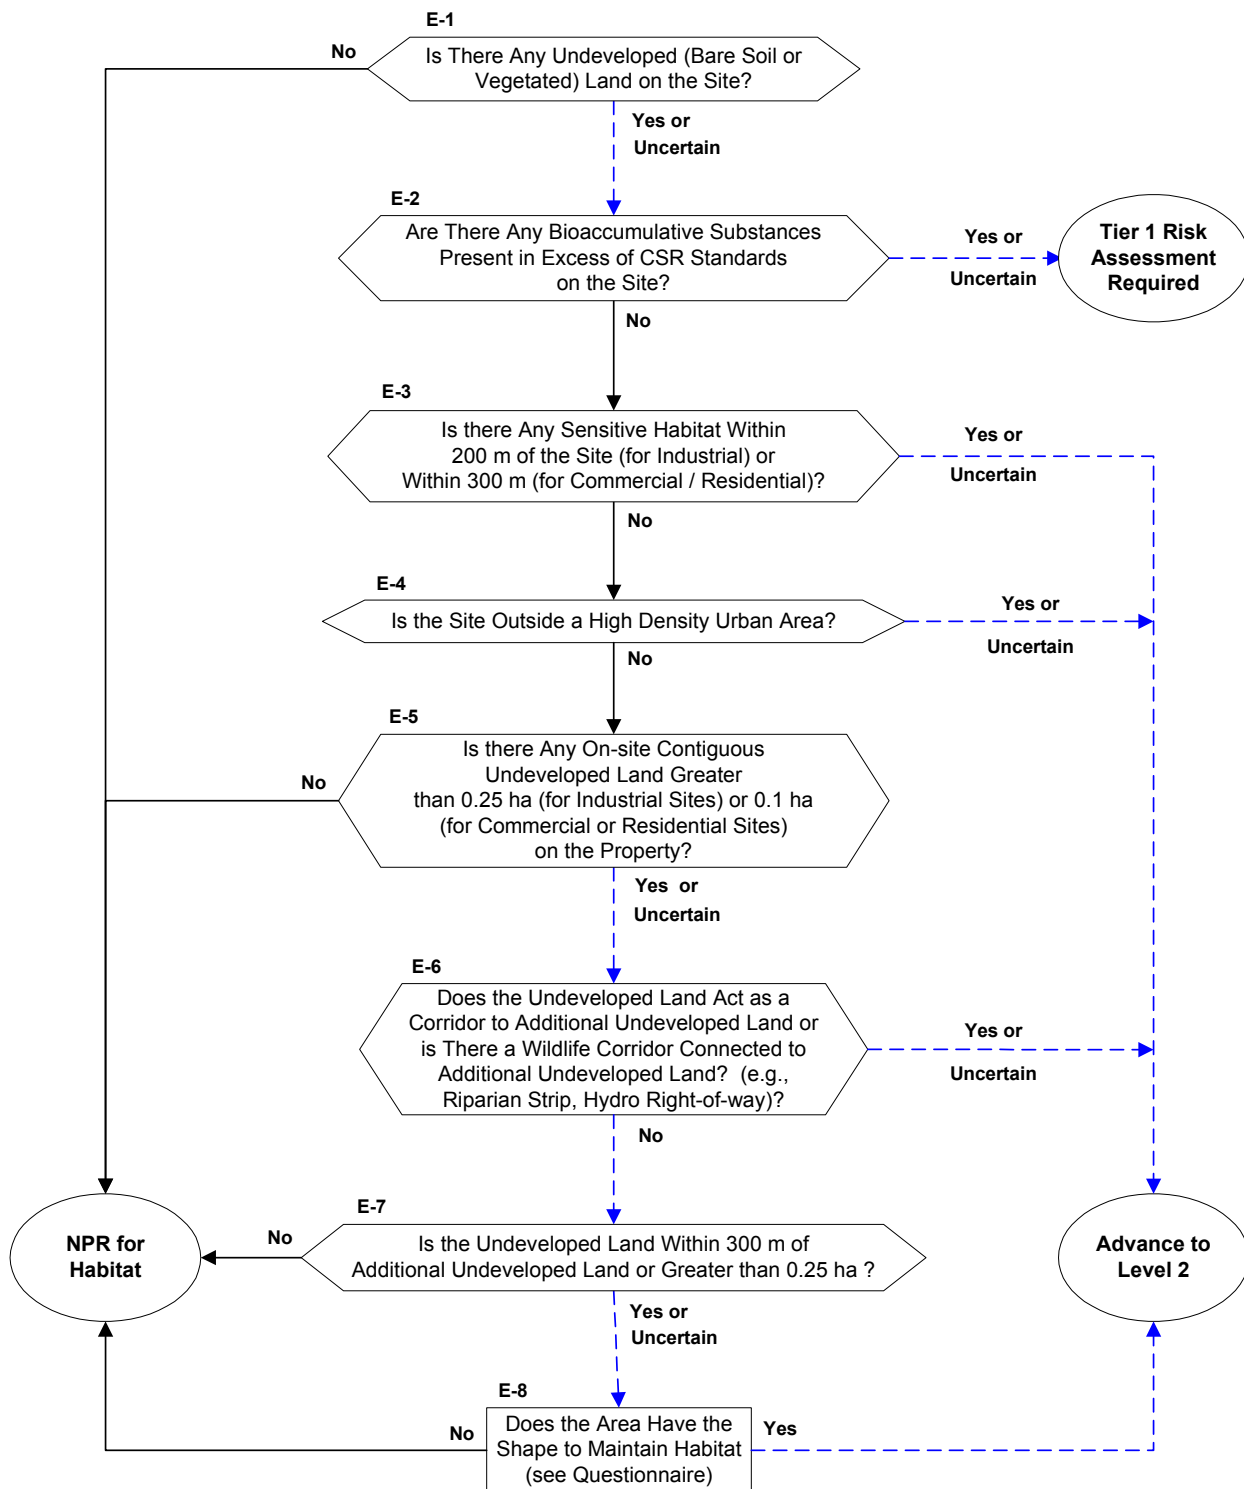 E-1
No
Is There Any Undeveloped (Bare Soil or
Vegetated) Land on the Site?
Yes or
Uncertain
E-2
Are There Any Bioaccumulative Substances
Present in Excess of CSR Standards
on the Site?
Yes or
Uncertain
Tier 1 Risk
Assessment
Required
No
E-3
Is there Any Sensitive Habitat Within
200 m of the Site (for Industrial) or
Within 300 m (for Commercial / Residential)?
Yes or
Uncertain
No
E-4
Is the Site Outside a High Density Urban Area?
Yes or
Uncertain
No
E-5
Is there Any On-site Contiguous
Undeveloped Land Greater
than 0.25 ha (for Industrial Sites) or 0.1 ha
(for Commercial or Residential Sites)
on the Property?
No
Yes or
Uncertain
E-6
Does the Undeveloped Land Act as a
Corridor to Additional Undeveloped Land or
is There a Wildlife Corridor Connected to
Additional Undeveloped Land? (e.g.,
Riparian Strip, Hydro Right-of-way)?
Yes or
Uncertain
No
E-7
Is the Undeveloped Land Within 300 m of
Additional Undeveloped Land or Greater than 0.25 ha ?
No
NPR for
Habitat
Advance to
Level 2
Yes or
Uncertain
E-8
Does the Area Have the
Shape to Maintain Habitat
(see Questionnaire)
No
Yes